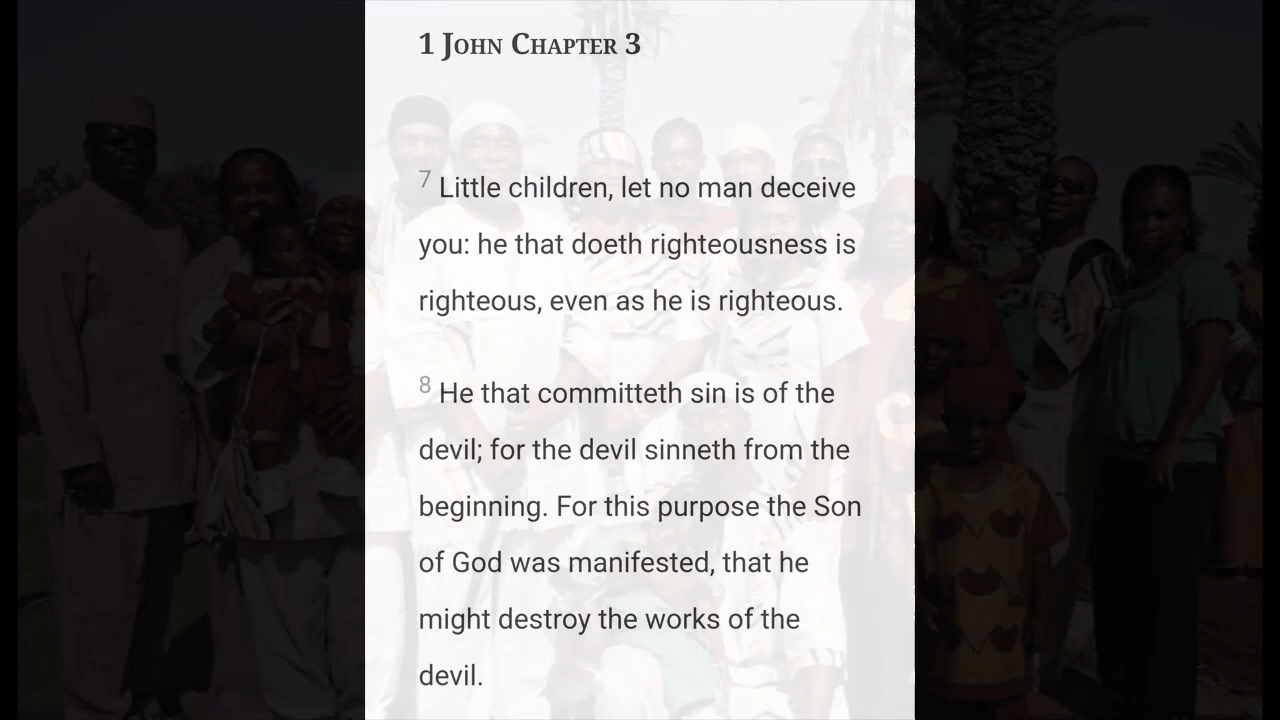 1 John Chapter 3
7 Little children, let no man deceive
you: he that doeth righteousness is
righteous, even as he is righteous.
8 He that committeth sin is of the
devil; for the devil sinneth from the
beginning. For this purpose the Son
of God was manifested, that he
might destroy the works of the
devil.